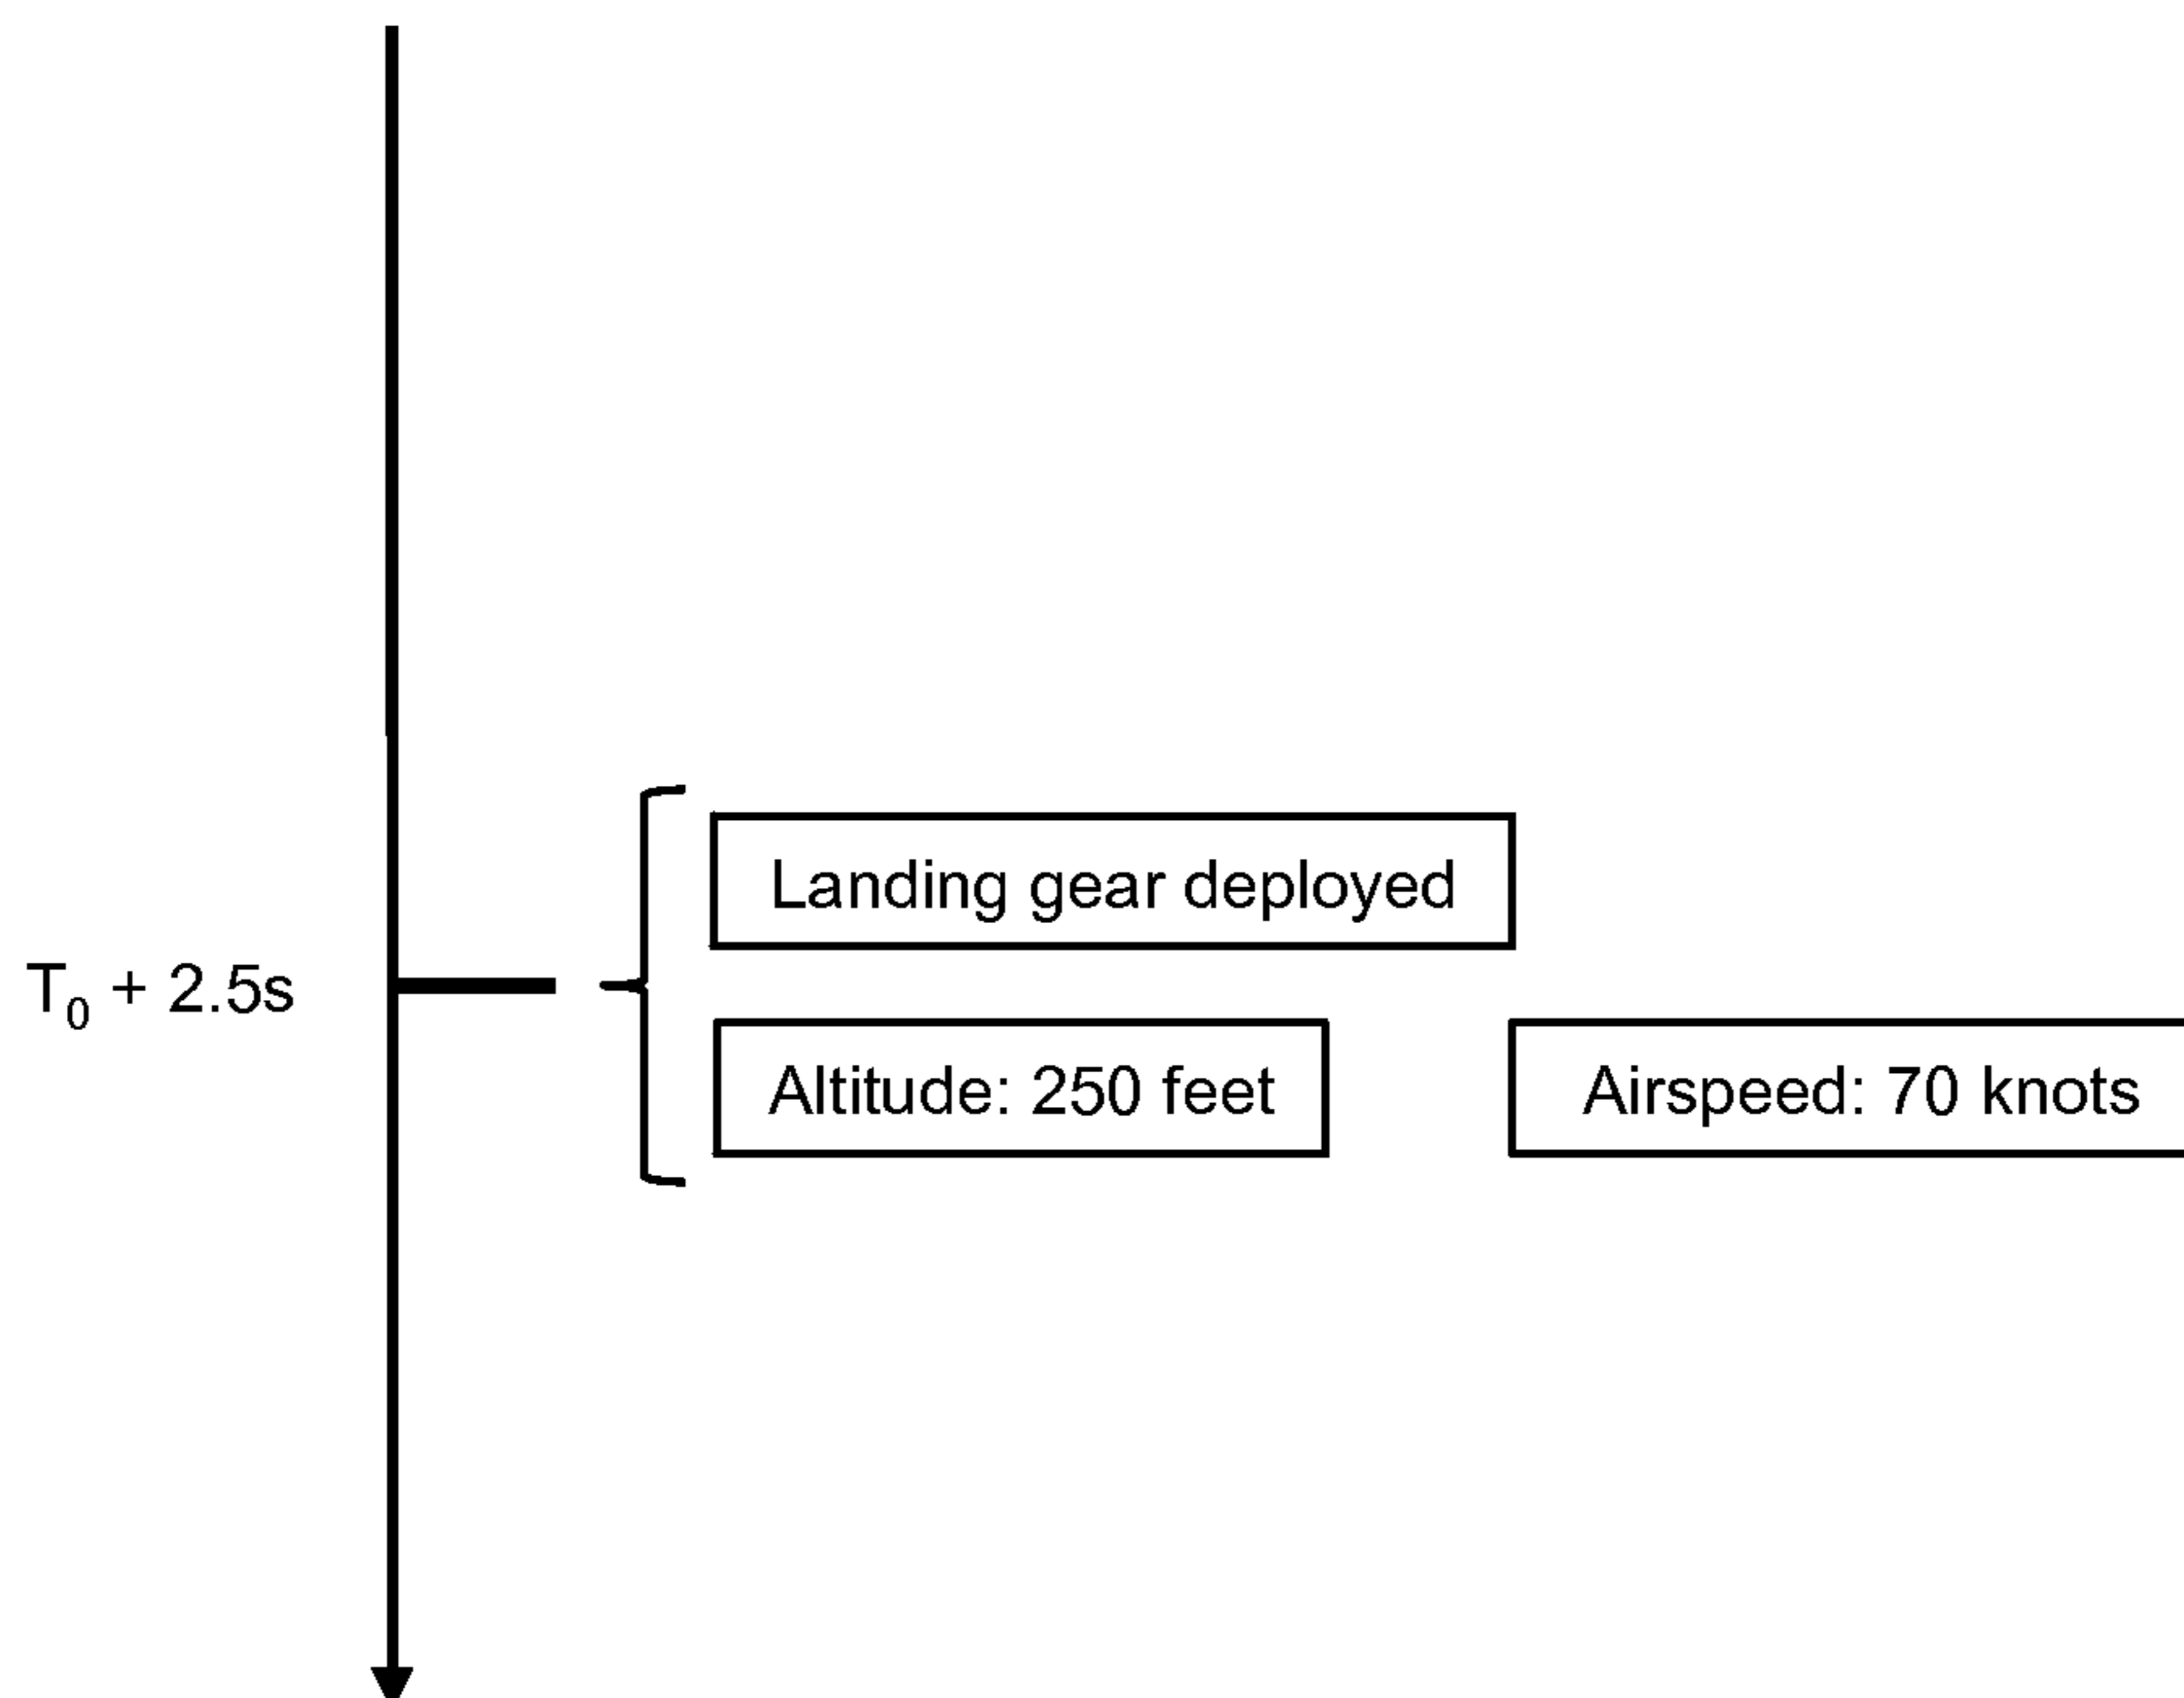 Landing gear deployed
T₀ + 2.5s
Altitude: 250 feet
Airspeed: 70 knots